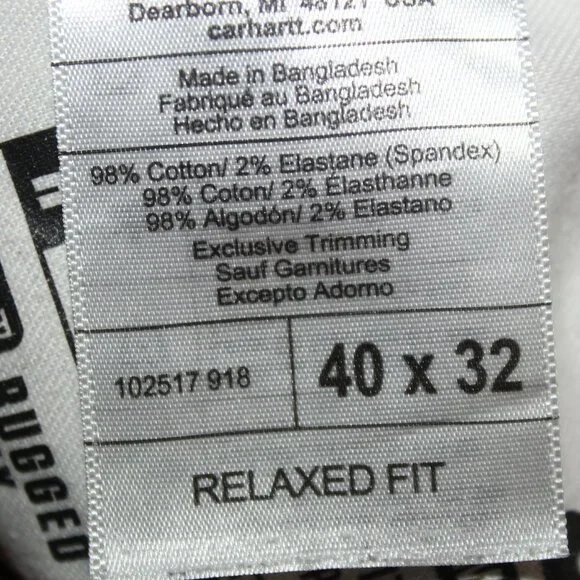 Dearborn, MI 48121 USA
carhartt.com
Made in Bangladesh
Fabriqué au Bangladesh
Hecho en Bangladesh
98% Cotton/ 2% Elastane (Spandex)
98% Coton/ 2% Élasthanne
98% Algodón/ 2% Elastano
Exclusive Trimming
Sauf Garnitures
Excepto Adorno
102517 918
40 x 32
RELAXED FIT
RUGGED